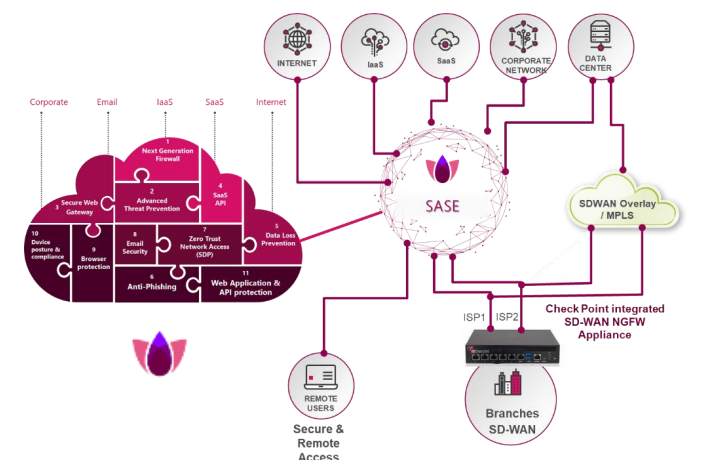 INTERNET
IaaS
SaaS
CORPORATE
NETWORK
DATA
CENTER
Corporate
Email
IaaS
SaaS
Internet
1
Next Generation
Firewall
2
Advanced
Threat Prevention
4
SaaS
API
3 Secure Web
Gateway
5
Data Loss
Prevention
10
Device
posture &
compliance
9
Browser
protection
8
Email
Security
7
Zero Trust
Network Access
(SDP)
6
Anti-Phishing
11
Web Application &
API protection
SASE
SDWAN Overlay
/ MPLS
ISP1
ISP2
Check Point integrated
SD-WAN NGFW
Appliance
REMOTE
USERS
Secure &
Remote
Access
Branches
SD-WAN